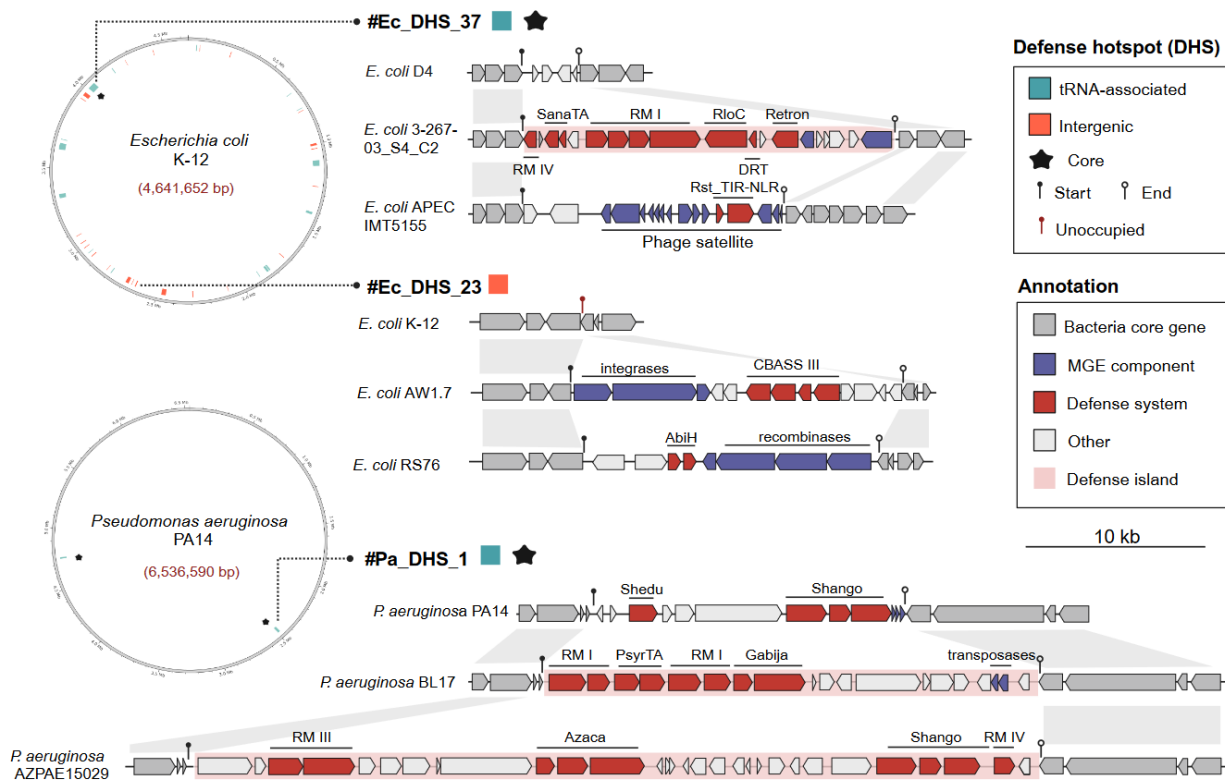 #Ec_DHS_37
E. coli D4
E. coli 3-267-
03_S4_C2
SanaTA
RM I
RloC
Retron
RM IV
DRT
Rst_TIR-NLR
E. coli APEC
IMT5155
Phage satellite
Escherichia coli
K-12
(4,641,652 bp)
#Ec_DHS_23
E. coli K-12
integrases
CBASS III
E. coli AW1.7
AbiH
recombinases
E. coli RS76
Pseudomonas aeruginosa
PA14
(6,536,590 bp)
#Pa_DHS_1
Shedu
Shango
P. aeruginosa PA14
RM I
PsyrTA
RM I
Gabija
transposases
P. aeruginosa BL17
RM III
Azaca
Shango
RM IV
P. aeruginosa
AZPAE15029
Defense hotspot (DHS)
tRNA-associated
Intergenic
Core
Start
End
Unoccupied
Annotation
Bacteria core gene
MGE component
Defense system
Other
Defense island
10 kb